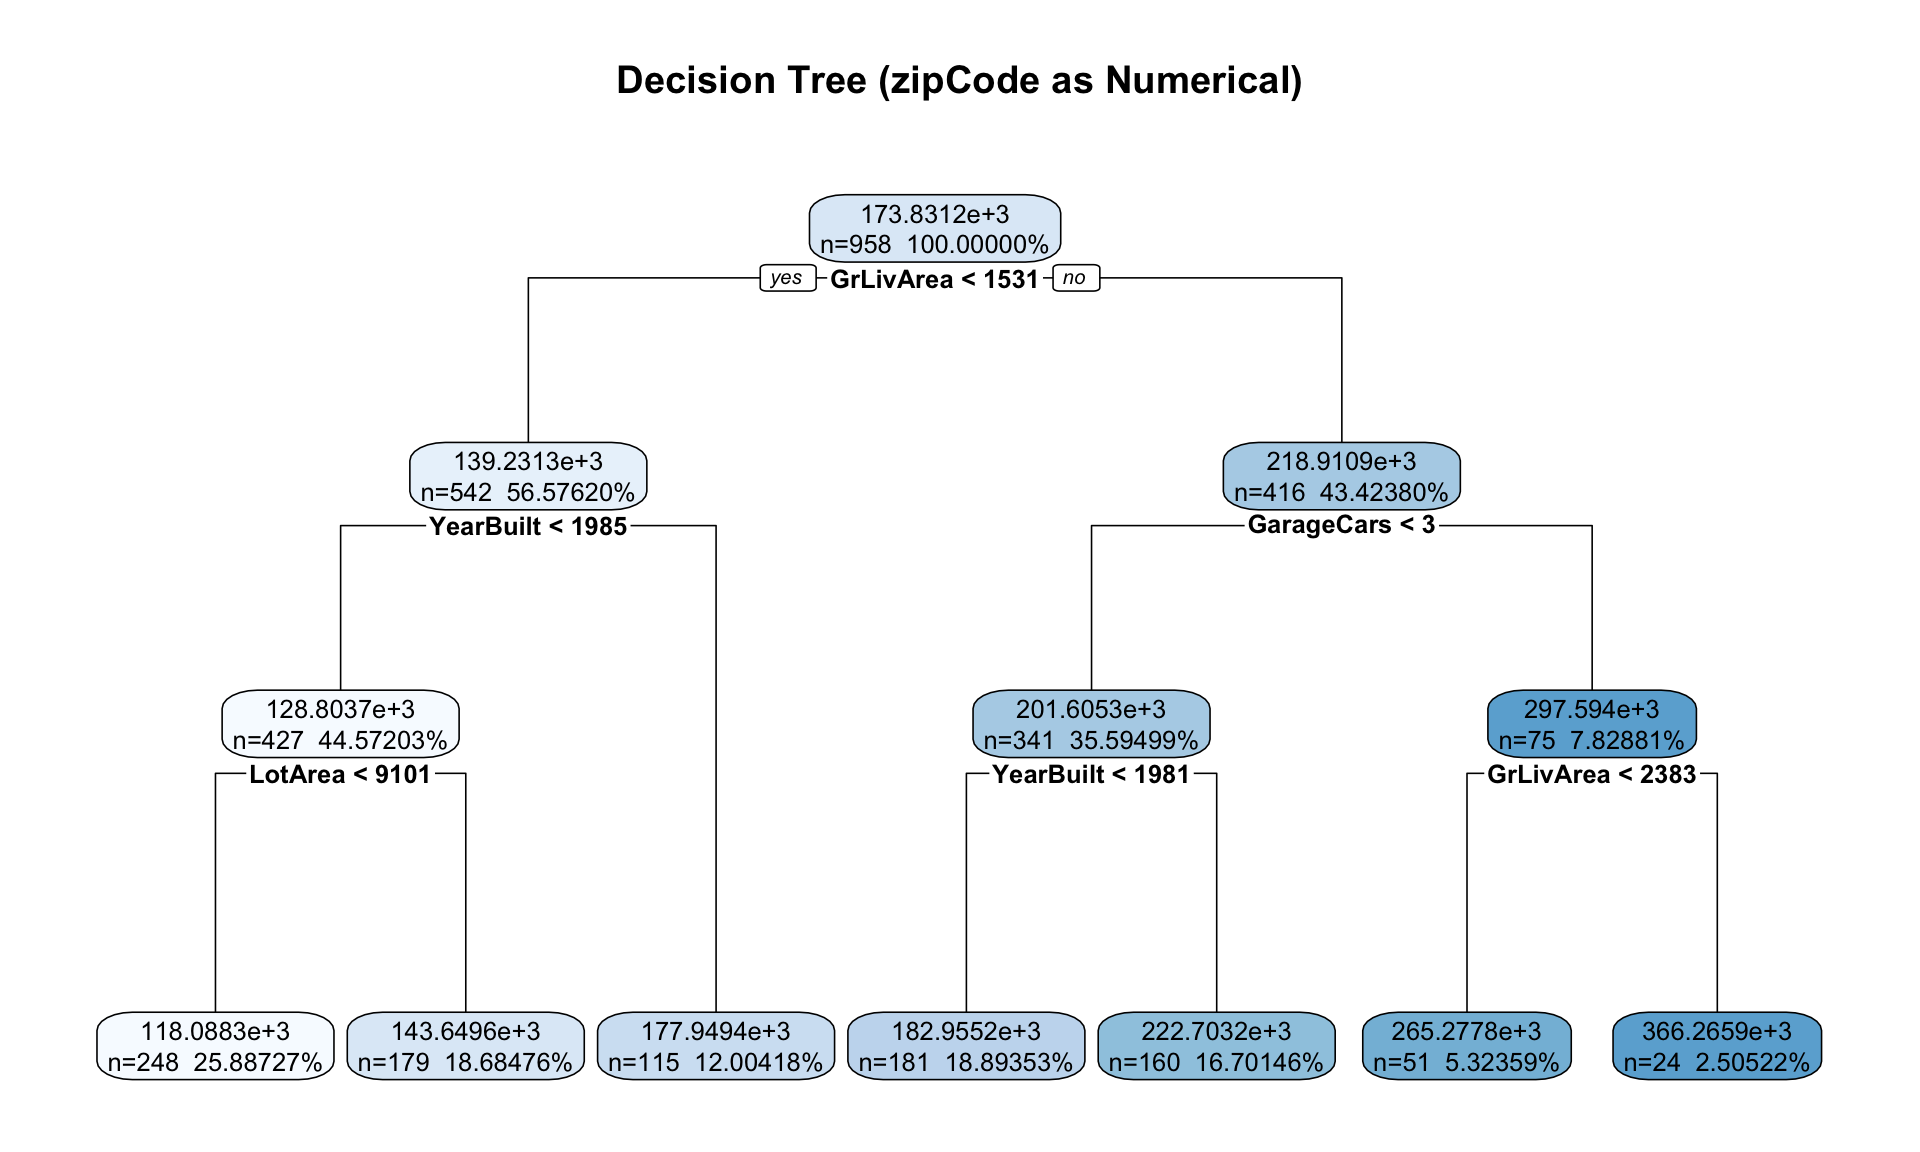 Decision Tree (zipCode as Numerical)
173.8312e+3
n=958  100.00000%
yes GrLivArea < 1531 no
139.2313e+3
n=542  56.57620%
YearBuilt < 1985
218.9109e+3
n=416  43.42380%
GarageCars < 3
128.8037e+3
n=427  44.57203%
LotArea < 9101
201.6053e+3
n=341  35.59499%
YearBuilt < 1981
297.594e+3
n=75  7.82881%
GrLivArea < 2383
118.0883e+3
n=248  25.88727%
143.6496e+3
n=179  18.68476%
177.9494e+3
n=115  12.00418%
182.9552e+3
n=181  18.89353%
222.7032e+3
n=160  16.70146%
265.2778e+3
n=51  5.32359%
366.2659e+3
n=24  2.50522%